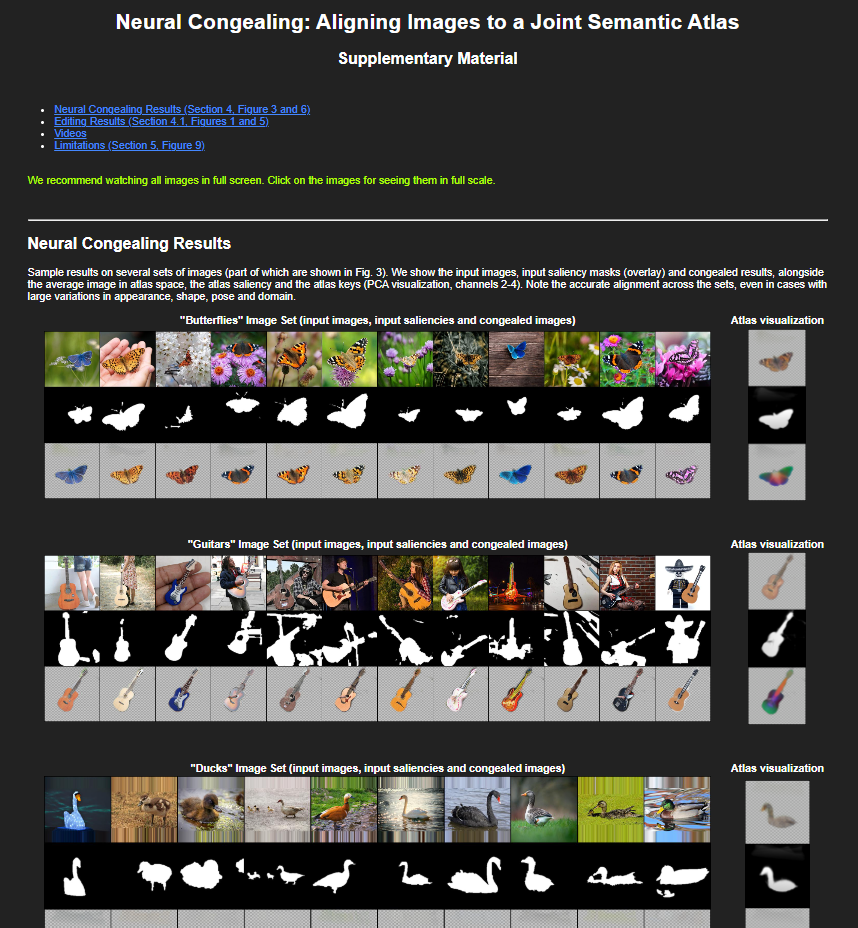 Neural Congealing: Aligning Images to a Joint Semantic Atlas
Supplementary Material
Neural Congealing Results (Section 4, Figure 3 and 6)
Editing Results (Section 4.1, Figures 1 and 5)
Videos
Limitations (Section 5, Figure 9)
We recommend watching all images in full screen. Click on the images for seeing them in full scale.
Neural Congealing Results
Sample results on several sets of images (part of which are shown in Fig. 3). We show the input images, input saliency masks (overlay) and congealed results, alongside
the average image in atlas space, the atlas saliency and the atlas keys (PCA visualization, channels 2-4). Note the accurate alignment across the sets, even in cases with
large variations in appearance, shape, pose and domain.
"Butterflies" Image Set (input images, input saliencies and congealed images)
Atlas visualization
"Guitars" Image Set (input images, input saliencies and congealed images)
Atlas visualization
"Ducks" Image Set (input images, input saliencies and congealed images)
Atlas visualization